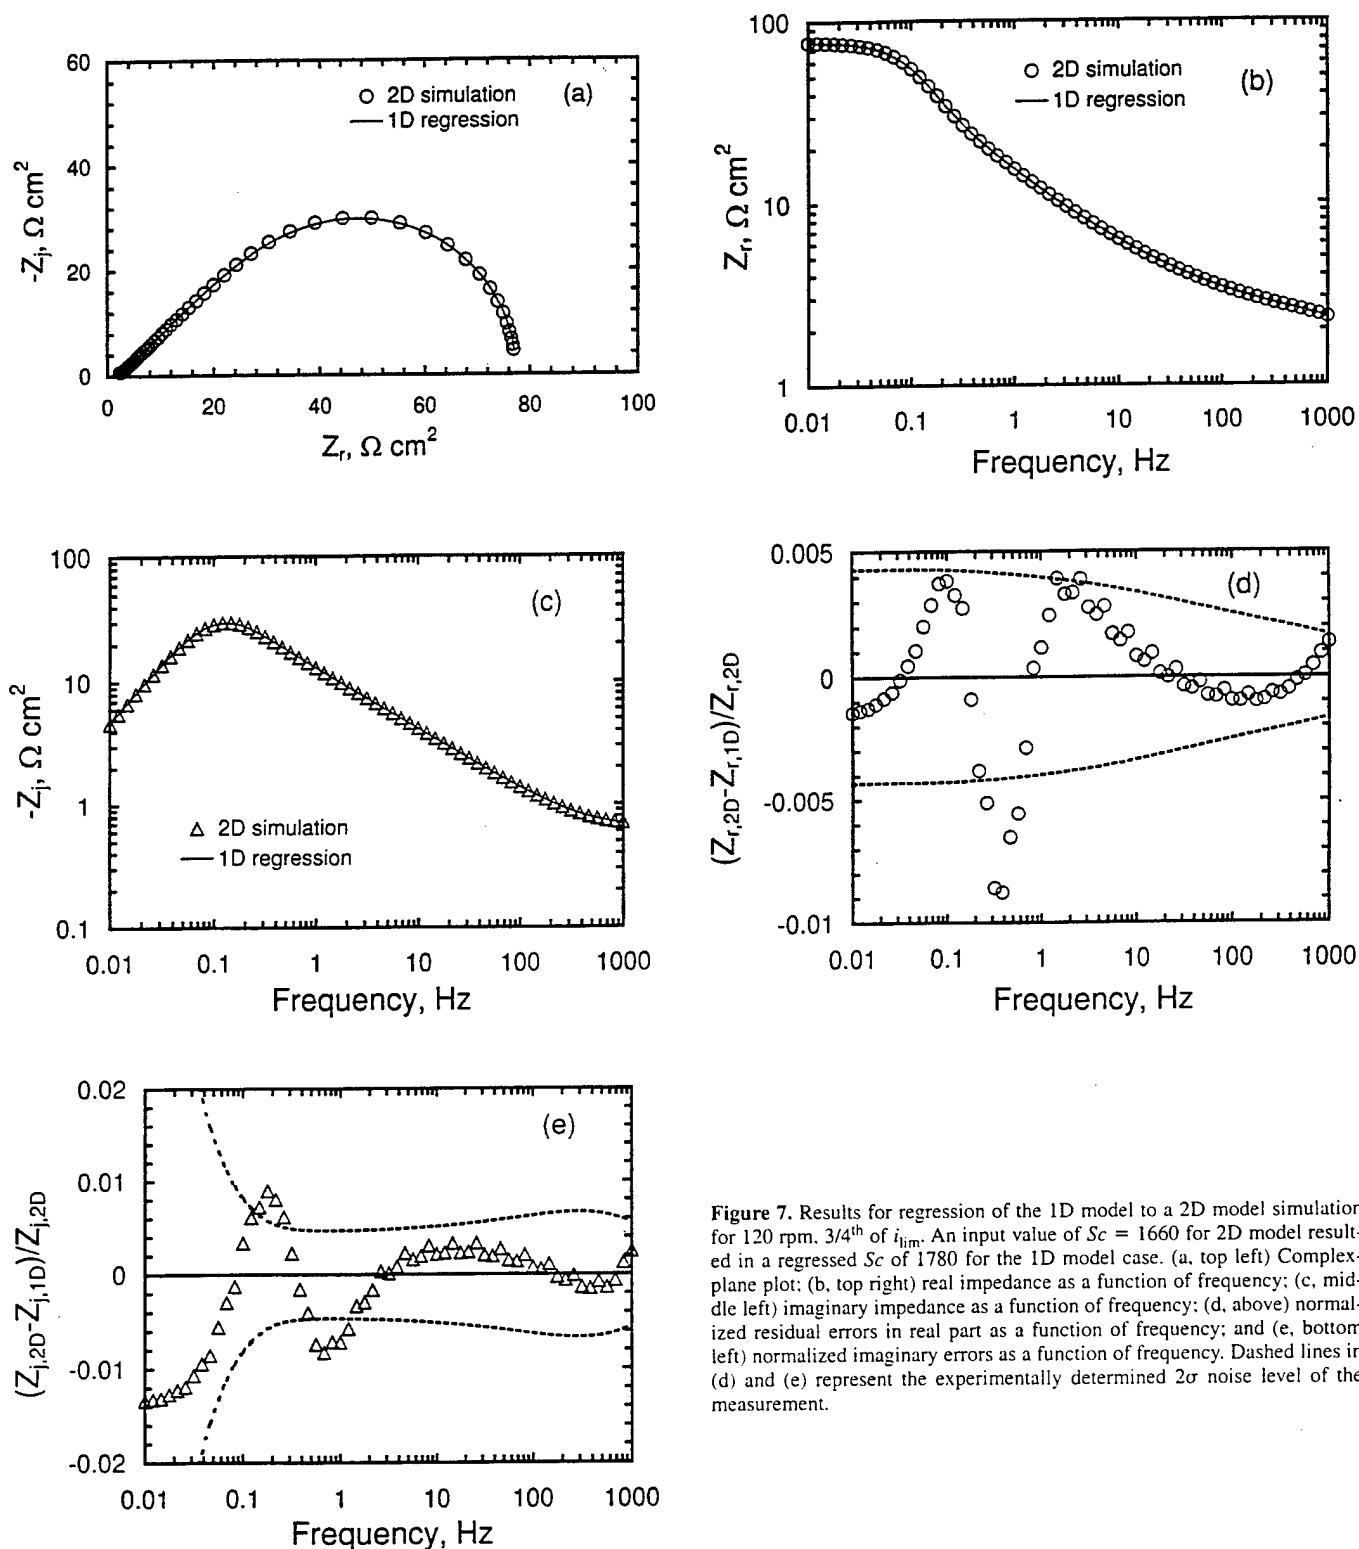 60
40
20
0
-Zj, Ω cm²
○ 2D simulation
— 1D regression
(a)
0 20 40 60 80 100
Zr, Ω cm²
100
10
1
Zr, Ω cm²
○ 2D simulation
— 1D regression
(b)
0.01 0.1 1 10 100 1000
Frequency, Hz
100
10
1
0.1
-Zj, Ω cm²
(c)
△ 2D simulation
— 1D regression
0.01 0.1 1 10 100 1000
Frequency, Hz
0.005
0
-0.005
-0.01
(Zr,2D-Zr,1D)/Zr,2D
(d)
0.01 0.1 1 10 100 1000
Frequency, Hz
0.02
0.01
0
-0.01
-0.02
(Zj,2D-Zj,1D)/Zj,2D
(e)
0.01 0.1 1 10 100 1000
Frequency, Hz
Figure 7. Results for regression of the 1D model to a 2D model simulation
for 120 rpm, 3/4th of ilim. An input value of Sc = 1660 for 2D model result-
ed in a regressed Sc of 1780 for the 1D model case. (a, top left) Complex-
plane plot; (b, top right) real impedance as a function of frequency; (c, mid-
dle left) imaginary impedance as a function of frequency; (d, above) normal-
ized residual errors in real part as a function of frequency; and (e, bottom
left) normalized imaginary errors as a function of frequency. Dashed lines in
(d) and (e) represent the experimentally determined 2σ noise level of the
measurement.